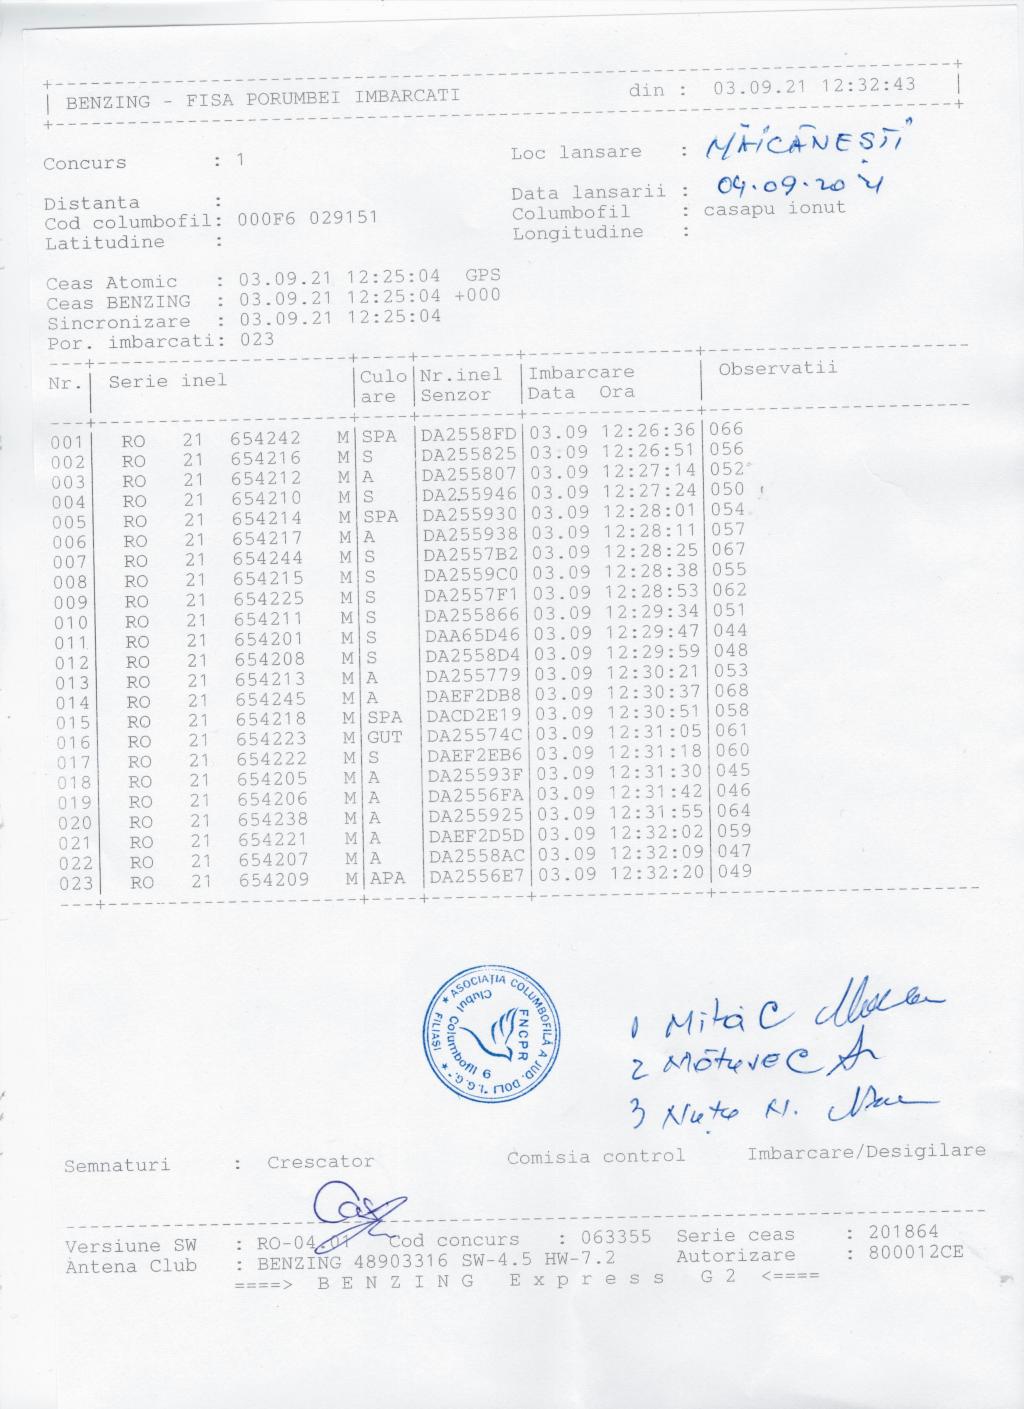 BENZING - FISA PORUMBEI IMBARCATI din : 03.09.21 12:32:43
Concurs : 1 Loc lansare : MĂICĂNEȘTI"
Distanta : Data lansarii : 04.09.2021
Cod columbofil: 000F6 029151 Columbofil : casapu ionut
Latitudine : Longitudine :
Ceas Atomic : 03.09.21 12:25:04 GPS
Ceas BENZING : 03.09.21 12:25:04 +000
Sincronizare : 03.09.21 12:25:04
Por. imbarcati: 023
Nr. Serie inel Culo Nr.inel Imbarcare Observatii
are Senzor Data Ora
001 RO 21 654242 M SPA DA2558FD 03.09 12:26:36 066
002 RO 21 654216 M S DA255825 03.09 12:26:51 056
003 RO 21 654212 M A DA255807 03.09 12:27:14 052
004 RO 21 654210 M S DA255946 03.09 12:27:24 050
005 RO 21 654214 M SPA DA255930 03.09 12:28:01 054
006 RO 21 654217 M A DA255938 03.09 12:28:11 057
007 RO 21 654244 M S DA2557B2 03.09 12:28:25 067
008 RO 21 654215 M S DA2559C0 03.09 12:28:38 055
009 RO 21 654225 M S DA2557F1 03.09 12:28:53 062
010 RO 21 654211 M S DA255866 03.09 12:29:34 051
011 RO 21 654201 M S DAA65D46 03.09 12:29:47 044
012 RO 21 654208 M S DA2558D4 03.09 12:29:59 048
013 RO 21 654213 M A DA255779 03.09 12:30:21 053
014 RO 21 654245 M A DAEF2DB8 03.09 12:30:37 068
015 RO 21 654218 M SPA DACD2E19 03.09 12:30:51 058
016 RO 21 654223 M GUT DA25574C 03.09 12:31:05 061
017 RO 21 654222 M S DAEF2EB6 03.09 12:31:18 060
018 RO 21 654205 M A DA25593F 03.09 12:31:30 045
019 RO 21 654206 M A DA2556FA 03.09 12:31:42 046
020 RO 21 654238 M A DA255925 03.09 12:31:55 064
021 RO 21 654221 M A DAEF2D5D 03.09 12:32:02 059
022 RO 21 654207 M A DA2558AC 03.09 12:32:09 047
023 RO 21 654209 M APA DA2556E7 03.09 12:32:20 049
ASOCIAȚIA COLUMBOFILĂ A JUD. DOLJ "I.G.G." * FILIAȘI *
Clubul Columbofil 6
FNCPR
1 Mită C
2 Măturec
3 Nuțu N.
Semnaturi : Crescator Comisia control Imbarcare/Desigilare
Versiune SW : RO-04.01 Cod concurs : 063355 Serie ceas : 201864
Antena Club : BENZING 48903316 SW-4.5 HW-7.2 Autorizare : 800012CE
====> B E N Z I N G E x p r e s s G 2 <====